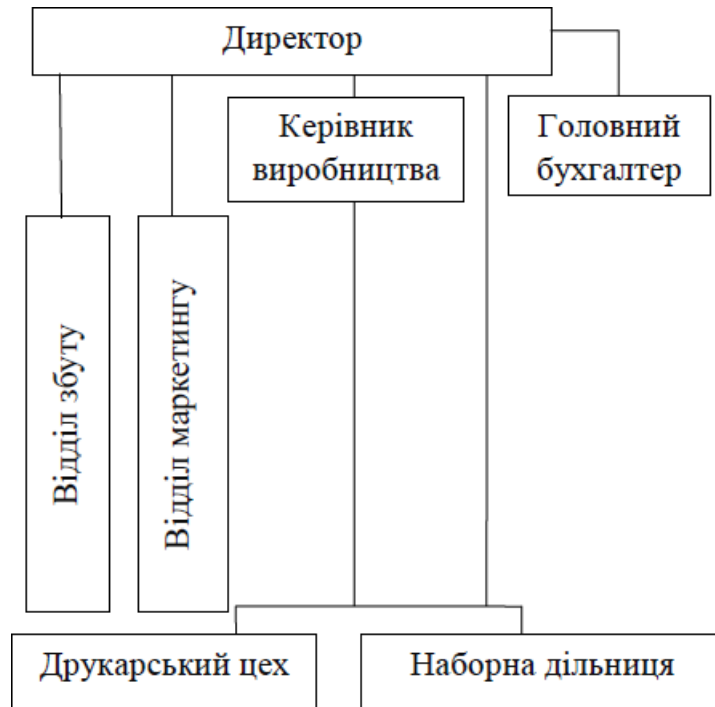 Директор
Керівник
виробництва
Головний
бухгалтер
Відділ збуту
Відділ маркетингу
Друкарський цех
Наборна дільниця